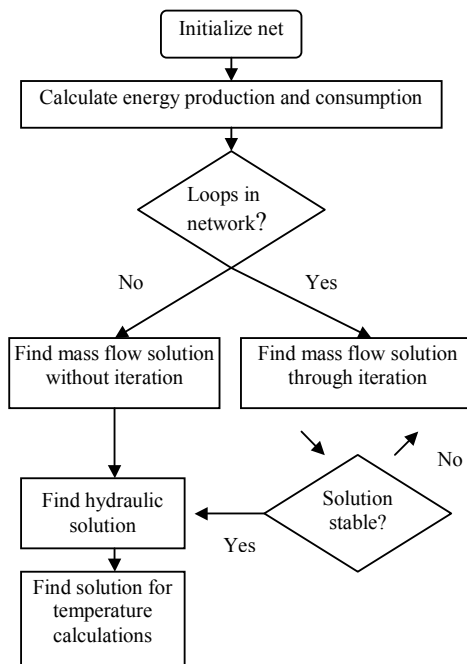 Initialize net
Calculate energy production and consumption
Loops in
network?
No
Yes
Find mass flow solution
without iteration
Find mass flow solution
through iteration
No
Solution
stable?
Yes
Find hydraulic
solution
Find solution for
temperature
calculations